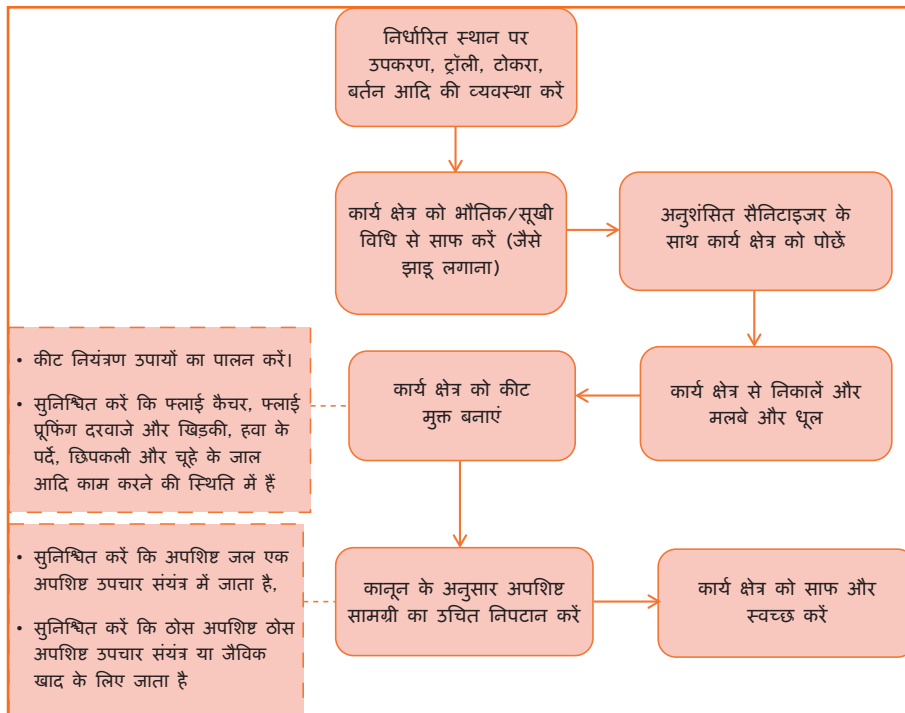 निर्धारित स्थान पर
उपकरण, ट्रॉली, टोकरा,
बर्तन आदि की व्यवस्था करें
कार्य क्षेत्र को भौतिक/सूखी
विधि से साफ करें (जैसे
झाडू लगाना)
अनुशंसित सैनिटाइजर के
साथ कार्य क्षेत्र को पोछें
कार्य क्षेत्र से निकालें और
मलबे और धूल
कार्य क्षेत्र को कीट
मुक्त बनाएं
• कीट नियंत्रण उपायों का पालन करें।
• सुनिश्चित करें कि फ्लाई कैचर, फ्लाई
प्रूफिंग दरवाजे और खिड़की, हवा के
पर्दे, छिपकली और चूहे के जाल
आदि काम करने की स्थिति में हैं
कानून के अनुसार अपशिष्ट
सामग्री का उचित निपटान करें
• सुनिश्चित करें कि अपशिष्ट जल एक
अपशिष्ट उपचार संयंत्र में जाता है,
• सुनिश्चित करें कि ठोस अपशिष्ट ठोस
अपशिष्ट उपचार संयंत्र या जैविक
खाद के लिए जाता है
कार्य क्षेत्र को साफ और
स्वच्छ करें